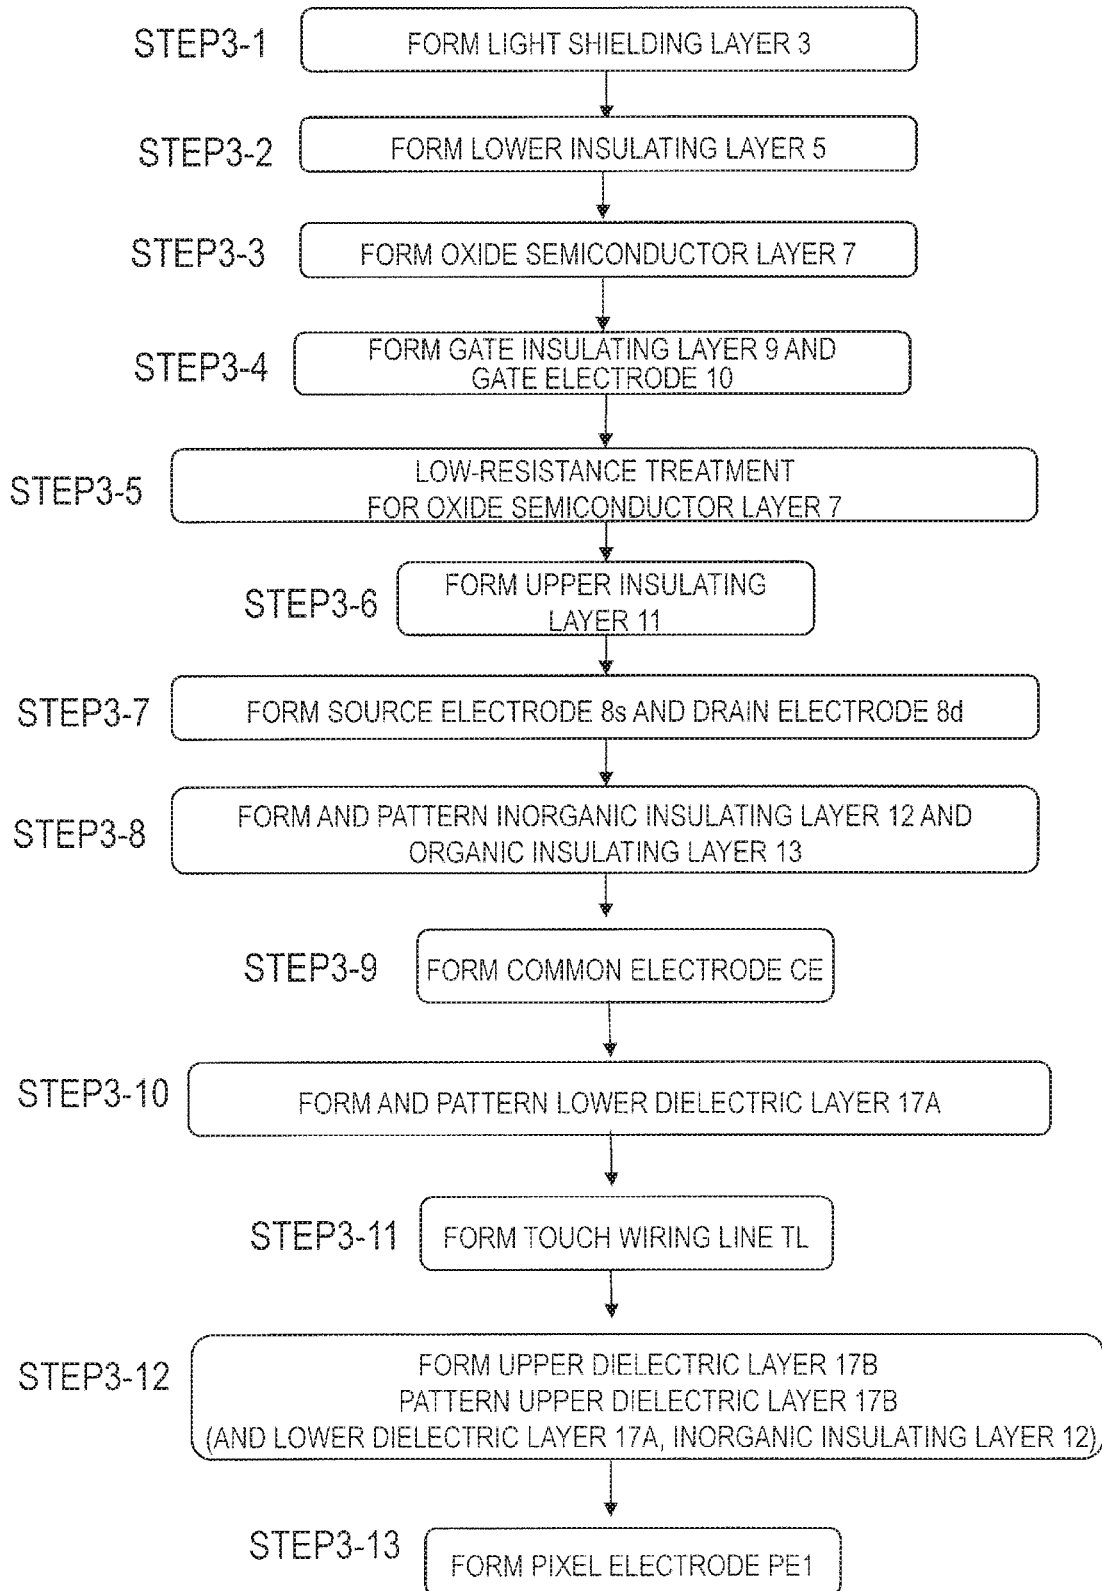 STEP3-1
FORM LIGHT SHIELDING LAYER 3
STEP3-2
FORM LOWER INSULATING LAYER 5
STEP3-3
FORM OXIDE SEMICONDUCTOR LAYER 7
STEP3-4
FORM GATE INSULATING LAYER 9 AND
GATE ELECTRODE 10
STEP3-5
LOW-RESISTANCE TREATMENT
FOR OXIDE SEMICONDUCTOR LAYER 7
STEP3-6
FORM UPPER INSULATING
LAYER 11
STEP3-7
FORM SOURCE ELECTRODE 8s AND DRAIN ELECTRODE 8d
STEP3-8
FORM AND PATTERN INORGANIC INSULATING LAYER 12 AND
ORGANIC INSULATING LAYER 13
STEP3-9
FORM COMMON ELECTRODE CE
STEP3-10
FORM AND PATTERN LOWER DIELECTRIC LAYER 17A
STEP3-11
FORM TOUCH WIRING LINE TL
STEP3-12
FORM UPPER DIELECTRIC LAYER 17B
PATTERN UPPER DIELECTRIC LAYER 17B
(AND LOWER DIELECTRIC LAYER 17A, INORGANIC INSULATING LAYER 12)
STEP3-13
FORM PIXEL ELECTRODE PE1